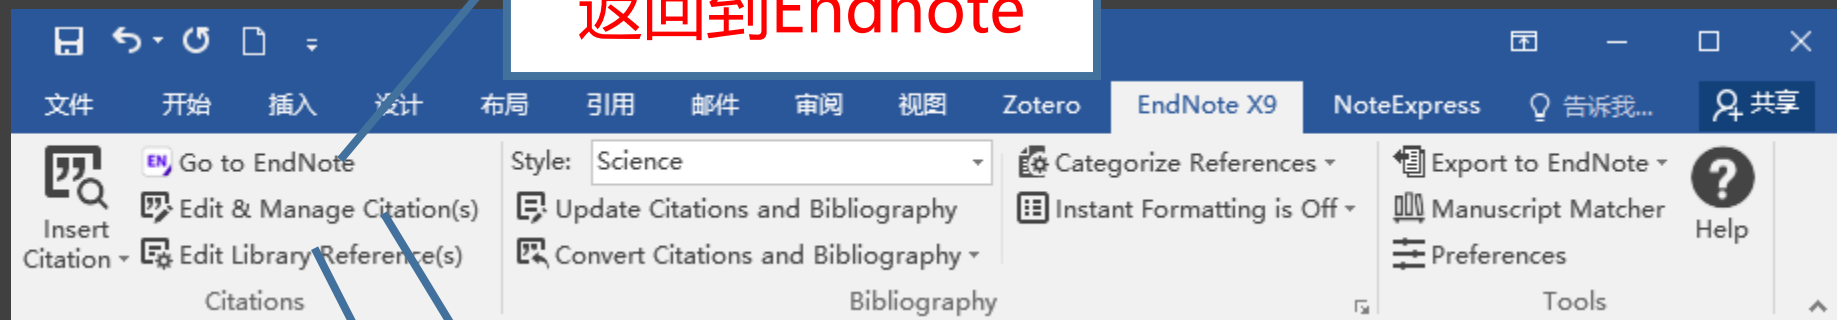 返回到Endnote
文件 开始 插入 设计 布局 引用 邮件 审阅 视图 Zotero EndNote X9 NoteExpress 告诉我... 共享
Go to EndNote Style: Science Categorize References Export to EndNote
Edit & Manage Citation(s) Update Citations and Bibliography Instant Formatting is Off Manuscript Matcher
Insert Citation Edit Library Reference(s) Convert Citations and Bibliography Preferences Help
Citations Bibliography Tools